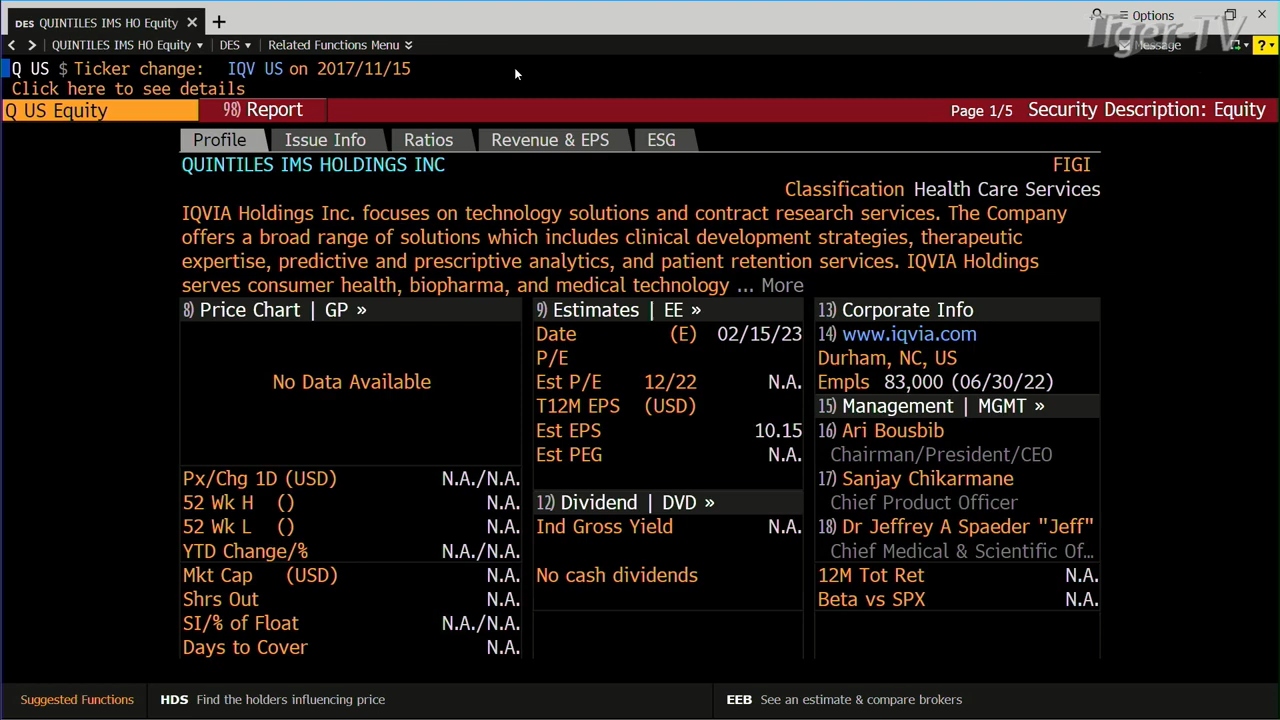 DES QUINTILES IMS HO Equity × +
Options
QUINTILES IMS HO Equity DES Related Functions Menu
Message
?
Tiger-TV
Q US $ Ticker change: IQV US on 2017/11/15
Click here to see details
Q US Equity 98) Report Page 1/5 Security Description: Equity
Profile Issue Info Ratios Revenue & EPS ESG
QUINTILES IMS HOLDINGS INC FIGI
Classification Health Care Services
IQVIA Holdings Inc. focuses on technology solutions and contract research services. The Company
offers a broad range of solutions which includes clinical development strategies, therapeutic
expertise, predictive and prescriptive analytics, and patient retention services. IQVIA Holdings
serves consumer health, biopharma, and medical technology ... More
8) Price Chart | GP »
No Data Available
Px/Chg 1D (USD) N.A./N.A.
52 Wk H () N.A.
52 Wk L () N.A.
YTD Change/% N.A./N.A.
Mkt Cap (USD) N.A.
Shrs Out N.A.
SI/% of Float N.A./N.A.
Days to Cover N.A.
9) Estimates | EE »
Date (E) 02/15/23
P/E
Est P/E 12/22 N.A.
T12M EPS (USD)
Est EPS 10.15
Est PEG N.A.
12) Dividend | DVD »
Ind Gross Yield N.A.
No cash dividends
13) Corporate Info
14) www.iqvia.com
Durham, NC, US
Empls 83,000 (06/30/22)
15) Management | MGMT »
16) Ari Bousbib
Chairman/President/CEO
17) Sanjay Chikarmane
Chief Product Officer
18) Dr Jeffrey A Spaeder "Jeff"
Chief Medical & Scientific Of...
12M Tot Ret N.A.
Beta vs SPX N.A.
Suggested Functions HDS Find the holders influencing price EEB See an estimate & compare brokers